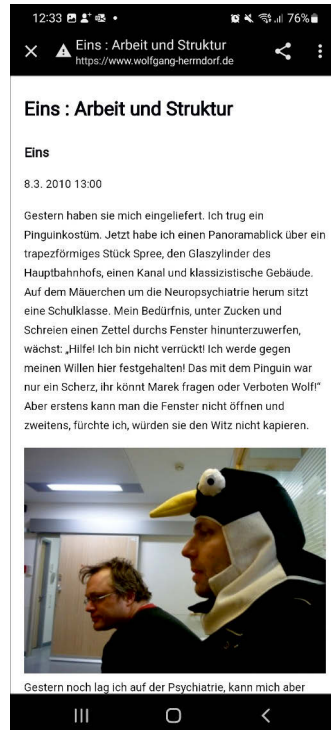 12:33
76%
Eins : Arbeit und Struktur
https://www.wolfgang-herrndorf.de
Eins : Arbeit und Struktur
Eins
8.3. 2010 13:00
Gestern haben sie mich eingeliefert. Ich trug ein
Pinguinkostüm. Jetzt habe ich einen Panoramablick über ein
trapezförmiges Stück Spree, den Glaszylinder des
Hauptbahnhofs, einen Kanal und klassizistische Gebäude.
Auf dem Mäuerchen um die Neuropsychiatrie herum sitzt
eine Schulklasse. Mein Bedürfnis, unter Zucken und
Schreien einen Zettel durchs Fenster hinunterzuwerfen,
wächst: „Hilfe! Ich bin nicht verrückt! Ich werde gegen
meinen Willen hier festgehalten! Das mit dem Pinguin war
nur ein Scherz, ihr könnt Marek fragen oder Verboten Wolf!“
Aber erstens kann man die Fenster nicht öffnen und
zweitens, fürchte ich, würden sie den Witz nicht kapieren.
Gestern noch lag ich auf der Psychiatrie, kann mich aber